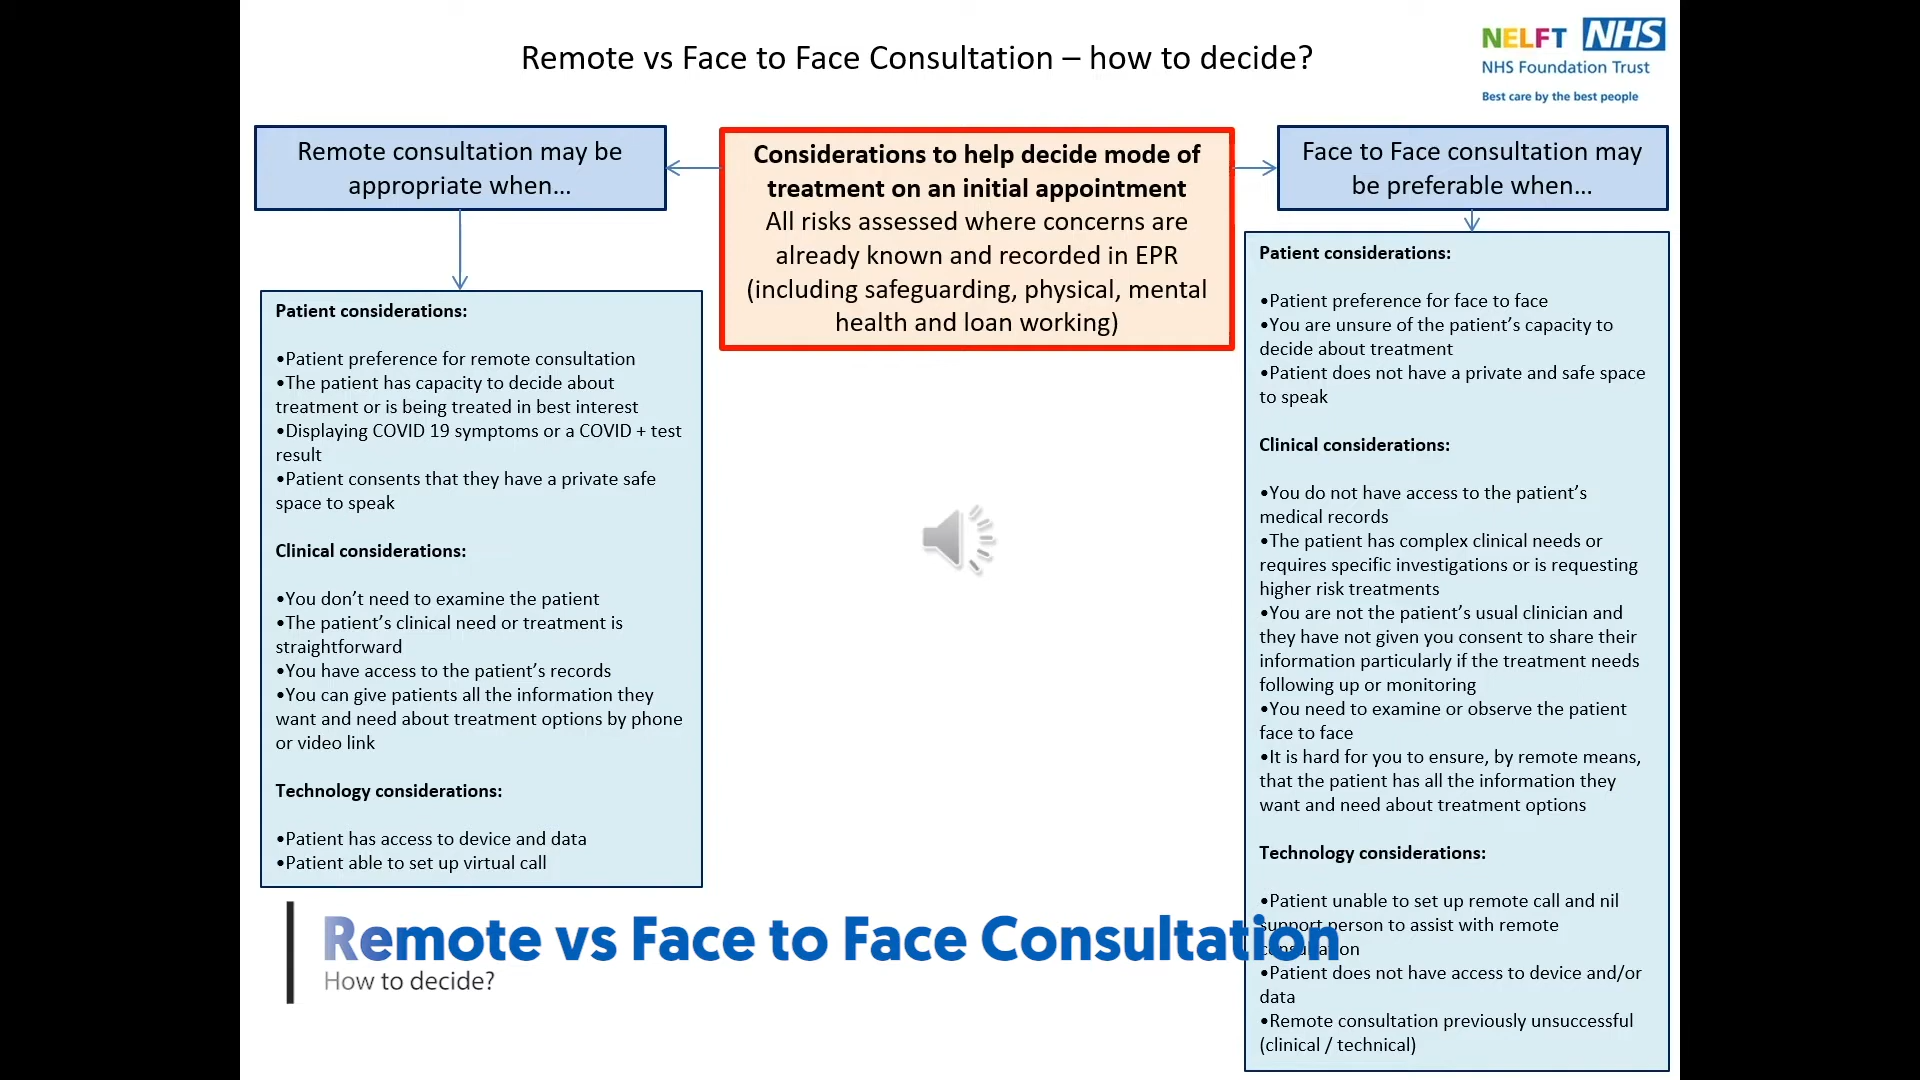 Remote vs Face to Face Consultation – how to decide?
NELFT NHS
NHS Foundation Trust
Best care by the best people
Remote consultation may be
appropriate when...
Considerations to help decide mode of
treatment on an initial appointment
All risks assessed where concerns are
already known and recorded in EPR
(including safeguarding, physical, mental
health and loan working)
Face to Face consultation may
be preferable when...
Patient considerations:
•Patient preference for remote consultation
•The patient has capacity to decide about
treatment or is being treated in best interest
•Displaying COVID 19 symptoms or a COVID + test
result
•Patient consents that they have a private safe
space to speak
Clinical considerations:
•You don't need to examine the patient
•The patient's clinical need or treatment is
straightforward
•You have access to the patient's records
•You can give patients all the information they
want and need about treatment options by phone
or video link
Technology considerations:
•Patient has access to device and data
•Patient able to set up virtual call
Patient considerations:
•Patient preference for face to face
•You are unsure of the patient's capacity to
decide about treatment
•Patient does not have a private and safe space
to speak
Clinical considerations:
•You do not have access to the patient's
medical records
•The patient has complex clinical needs or
requires specific investigations or is requesting
higher risk treatments
•You are not the patient's usual clinician and
they have not given you consent to share their
information particularly if the treatment needs
following up or monitoring
•You need to examine or observe the patient
face to face
•It is hard for you to ensure, by remote means,
that the patient has all the information they
want and need about treatment options
Technology considerations:
•Patient unable to set up remote call and nil
support person to assist with remote
consultation
•Patient does not have access to device and/or
data
•Remote consultation previously unsuccessful
(clinical / technical)
Remote vs Face to Face Consultation
How to decide?